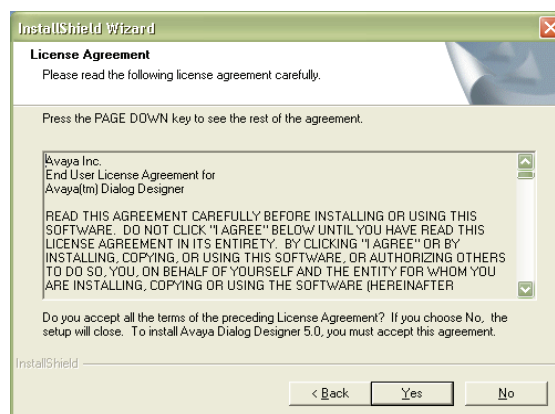 InstallShield Wizard
License Agreement
Please read the following license agreement carefully.
Press the PAGE DOWN key to see the rest of the agreement.
Avaya Inc.
End User License Agreement for
Avaya(tm) Dialog Designer
READ THIS AGREEMENT CAREFULLY BEFORE INSTALLING OR USING THIS
SOFTWARE.  DO NOT CLICK "I AGREE" BELOW UNTIL YOU HAVE READ THIS
LICENSE AGREEMENT IN ITS ENTIRETY.  BY CLICKING "I AGREE" OR BY
INSTALLING, COPYING, OR USING THIS SOFTWARE, OR AUTHORIZING OTHERS
TO DO SO, YOU, ON BEHALF OF YOURSELF AND THE ENTITY FOR WHOM YOU
ARE INSTALLING, COPYING OR USING THE SOFTWARE (HEREINAFTER
Do you accept all the terms of the preceding License Agreement?  If you choose No,  the
setup will close.  To install Avaya Dialog Designer 5.0, you must accept this agreement.
InstallShield
< Back Yes No